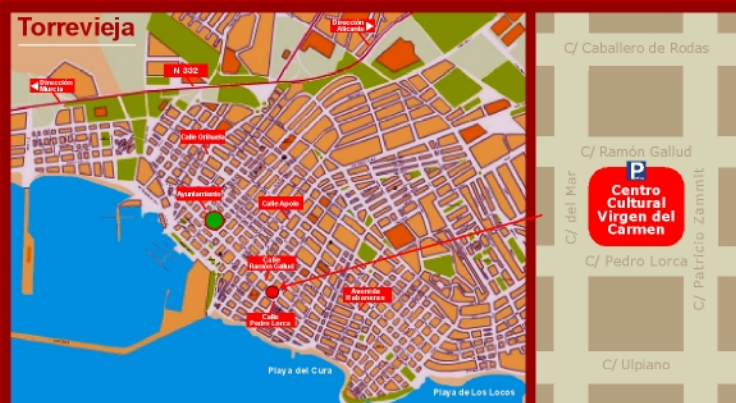 Torrevieja
Dirección
Alicante
N 332
Dirección
Murcia
Calle Orihuela
Ayuntamiento
Calle Apolo
Calle
Ramón Gallud
Avenida
Habaneras
Calle
Pedro Lorca
Playa del Cura
Playa de Los Locos
C/ Caballero de Rodas
C/ Ramón Gallud
P
C/ del Mar
Centro
Cultural
Virgen del
Carmen
C/ Patricio Zammit
C/ Pedro Lorca
C/ Ulpiano